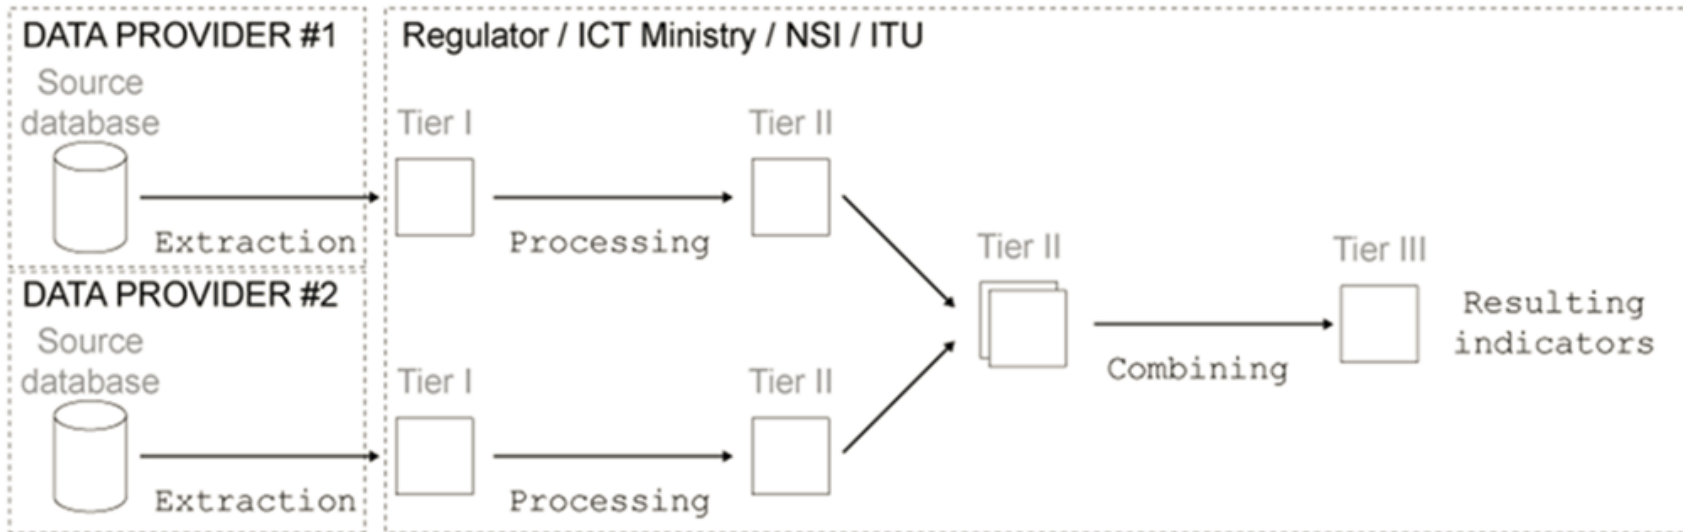 DATA PROVIDER #1
Source
database
Extraction
DATA PROVIDER #2
Source
database
Extraction
Regulator / ICT Ministry / NSI / ITU
Tier I
Tier II
Processing
Tier I
Tier II
Processing
Tier II
Combining
Tier III
Resulting
indicators